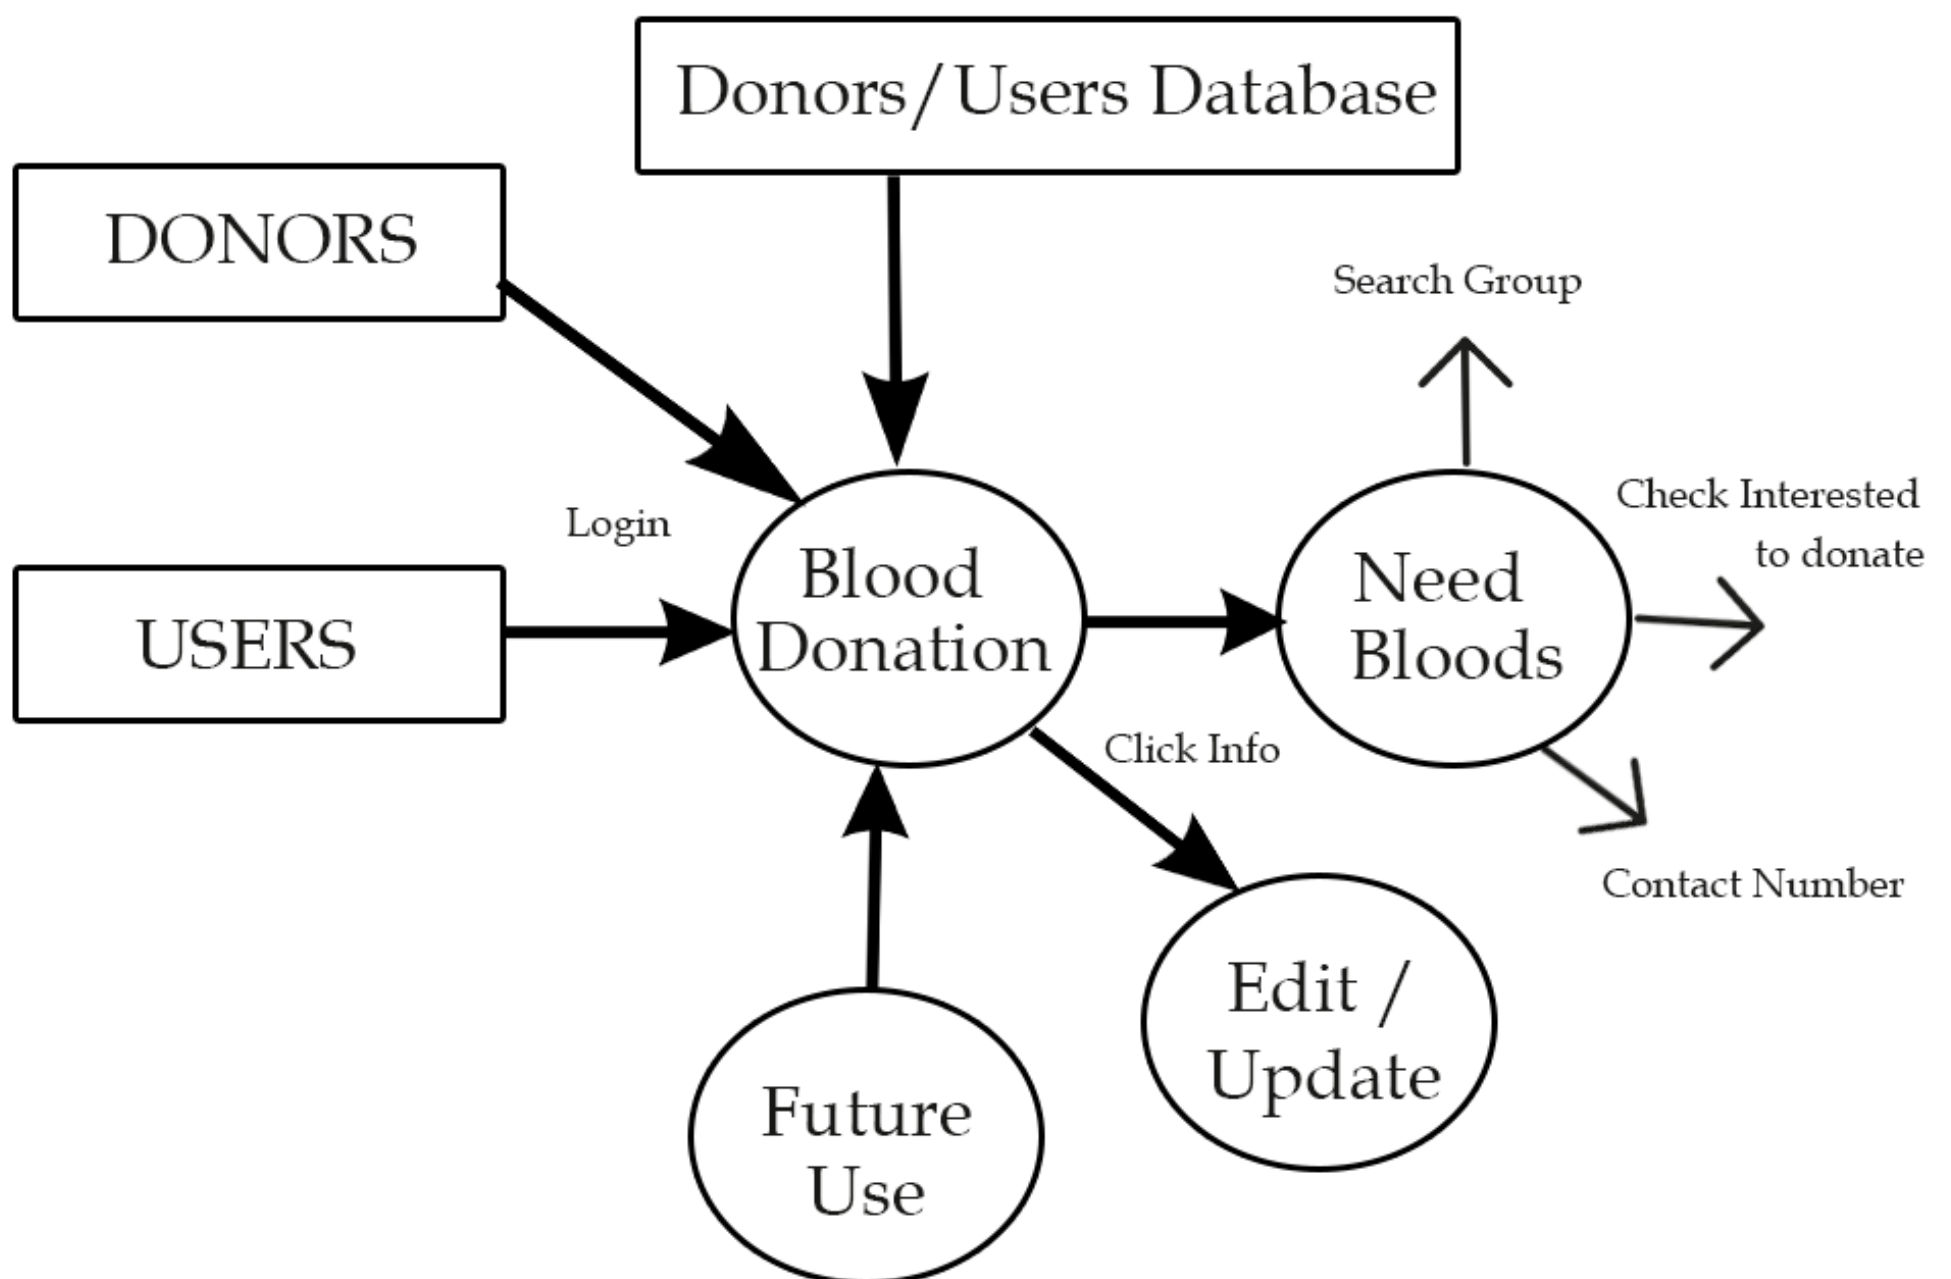 Donors/Users Database
DONORS
Search Group
Check Interested
to donate
Login
Blood
Donation
Need
Bloods
USERS
Click Info
Contact Number
Edit /
Update
Future
Use